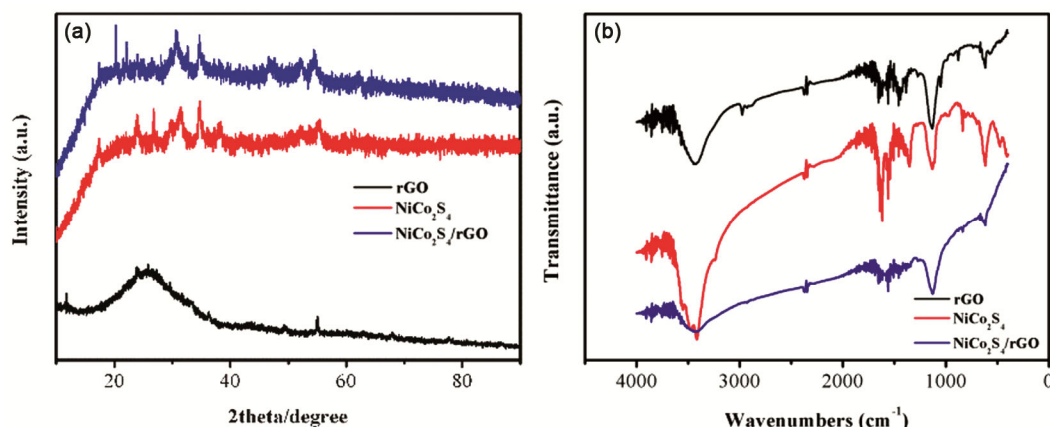 (a)
Intensity (a.u.)
rGO
NiCo₂S₄
NiCo₂S₄/rGO
20
40
60
80
2theta/degree
(b)
Transmittance (a.u.)
rGO
NiCo₂S₄
NiCo₂S₄/rGO
4000
3000
2000
1000
0
Wavenumbers (cm⁻¹)